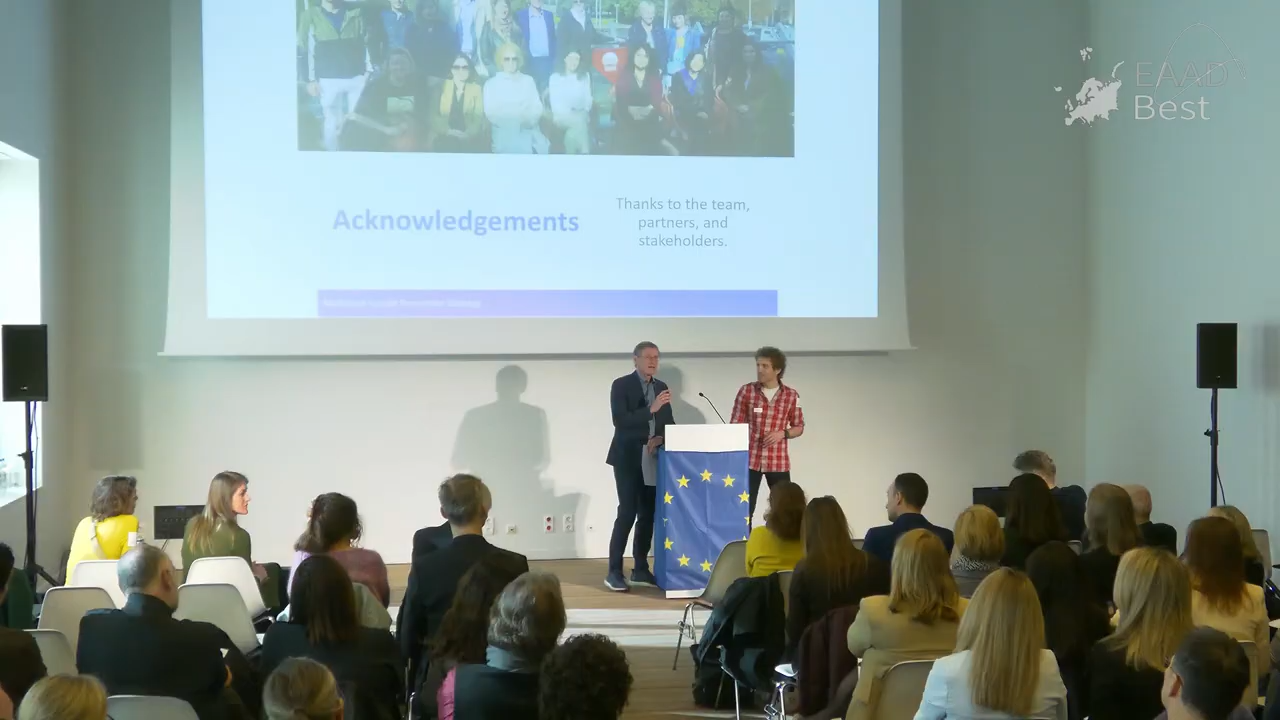 EAAD
Best
Acknowledgements
Thanks to the team,
partners, and
stakeholders.